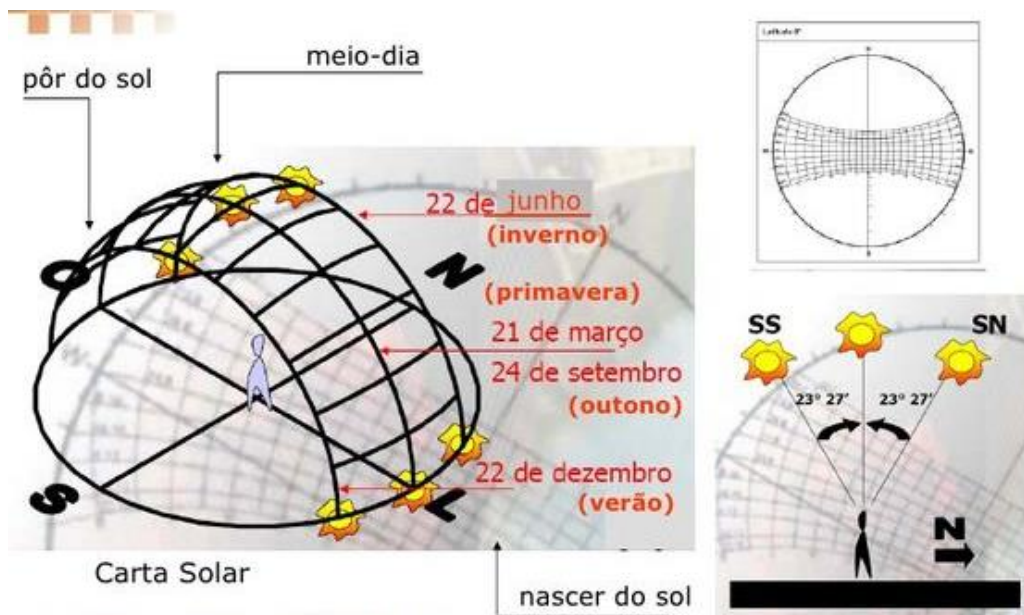 meio-dia
pôr do sol
22 de junho
(inverno)
O
N
(primavera)
21 de março
24 de setembro
(outono)
22 de dezembro
(verão)
S
L
Carta Solar
nascer do sol
SS
SN
23° 27'
23° 27'
N